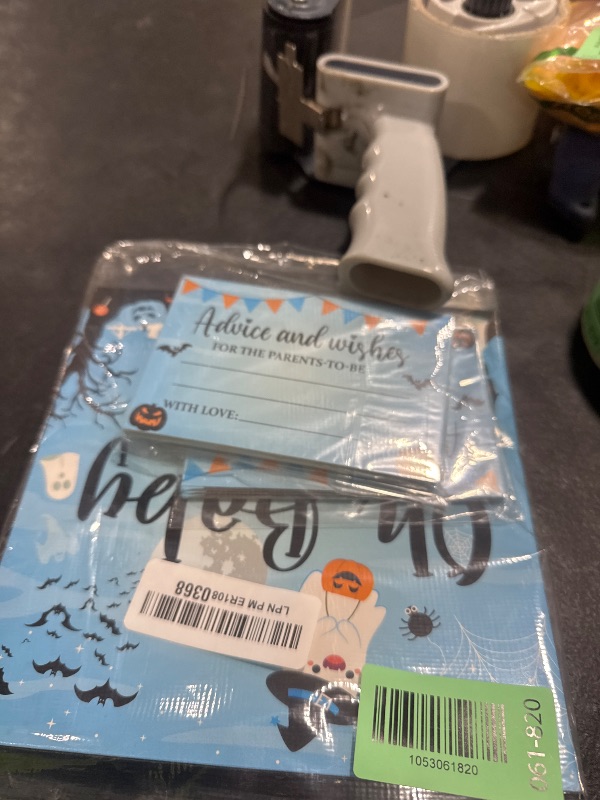 Advice and wishes
FOR THE PARENTS-TO-BE
WITH LOVE:
Oh, Baby
LPN PM ER1080368
1053061820
061-820